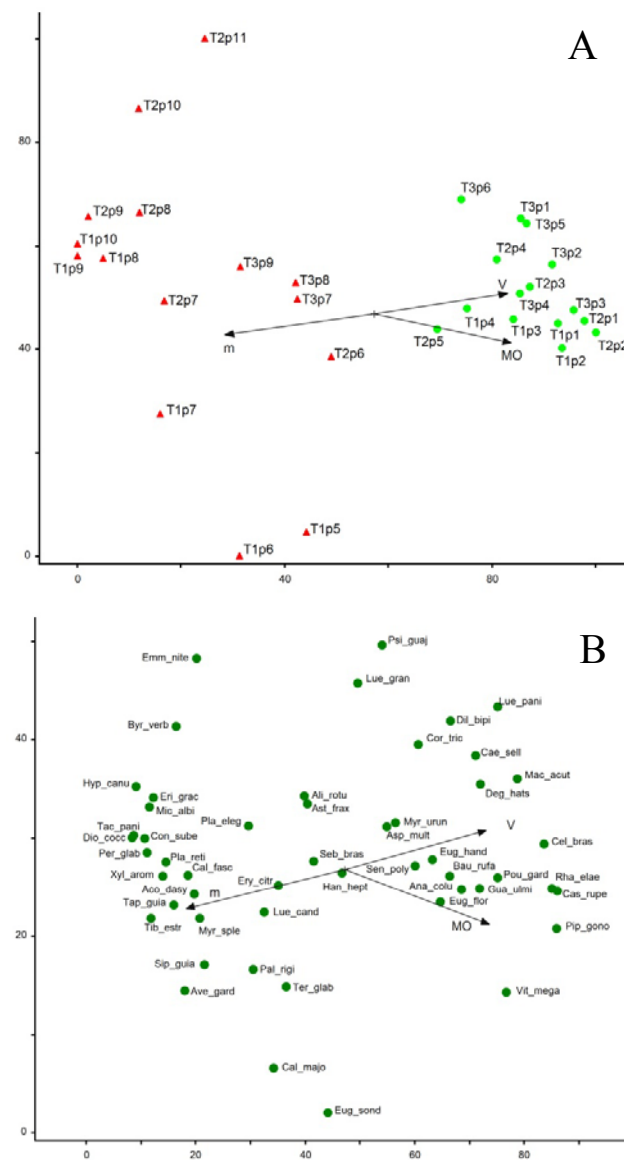 A
T2p11
T2p10
80
T3p6
T2p9
T2p8
T3p1
T3p5
T1p10
T1p8
T1p9
T2p4
T3p2
T3p9
T3p8
V
T2p3
T2p7
T3p7
T3p4
T3p3
T1p4
T2p1
T1p3
T1p1
m
T2p5
MO
T2p2
40
T2p6
T1p2
T1p7
T1p5
0
T1p6
0
40
80
B
Psi_guaj
Emm_nite
Lue_gran
Lue_pani
Byr_verb
Dil_bipi
40
Cor_tric
Cae_sell
Mac_acut
Hyp_canu
Deg_hats
Eri_grac
Ali_rotu
Mic_albi
Ast_frax
Pla_eleg
Myr_urun
V
Asp_mult
Tac_pani
Dio_cocc
Con_sube
Cel_bras
Per_glab
Pla_reti
Seb_bras
Eug_hand
Sen_poly
Bau_rufa
Xyl_arom
Cal_fasc
Han_hept
Pou_gard
Rha_elae
Ery_citr
Ana_colu
Gua_ulmi
Cas_rupe
Aco_dasy
m
Tap_guia
Eug_flor
Tib_estr
Myr_sple
Lue_cand
MO
Pip_gono
20
Sip_guia
Pal_rigi
Ave_gard
Ter_glab
Vit_mega
Cal_majo
Eug_sond
0
0
20
40
60
80